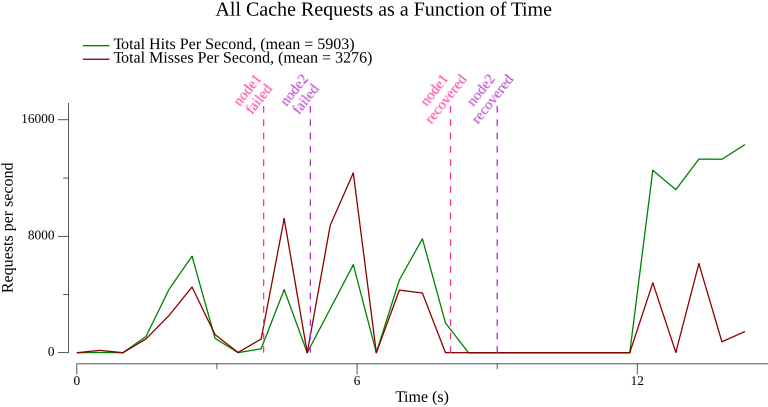 All Cache Requests as a Function of Time
Total Hits Per Second, (mean = 5903)
Total Misses Per Second, (mean = 3276)
node1
failed
node2
failed
node1
recovered
node2
recovered
16000
8000
0
Requests per second
0
6
12
Time (s)